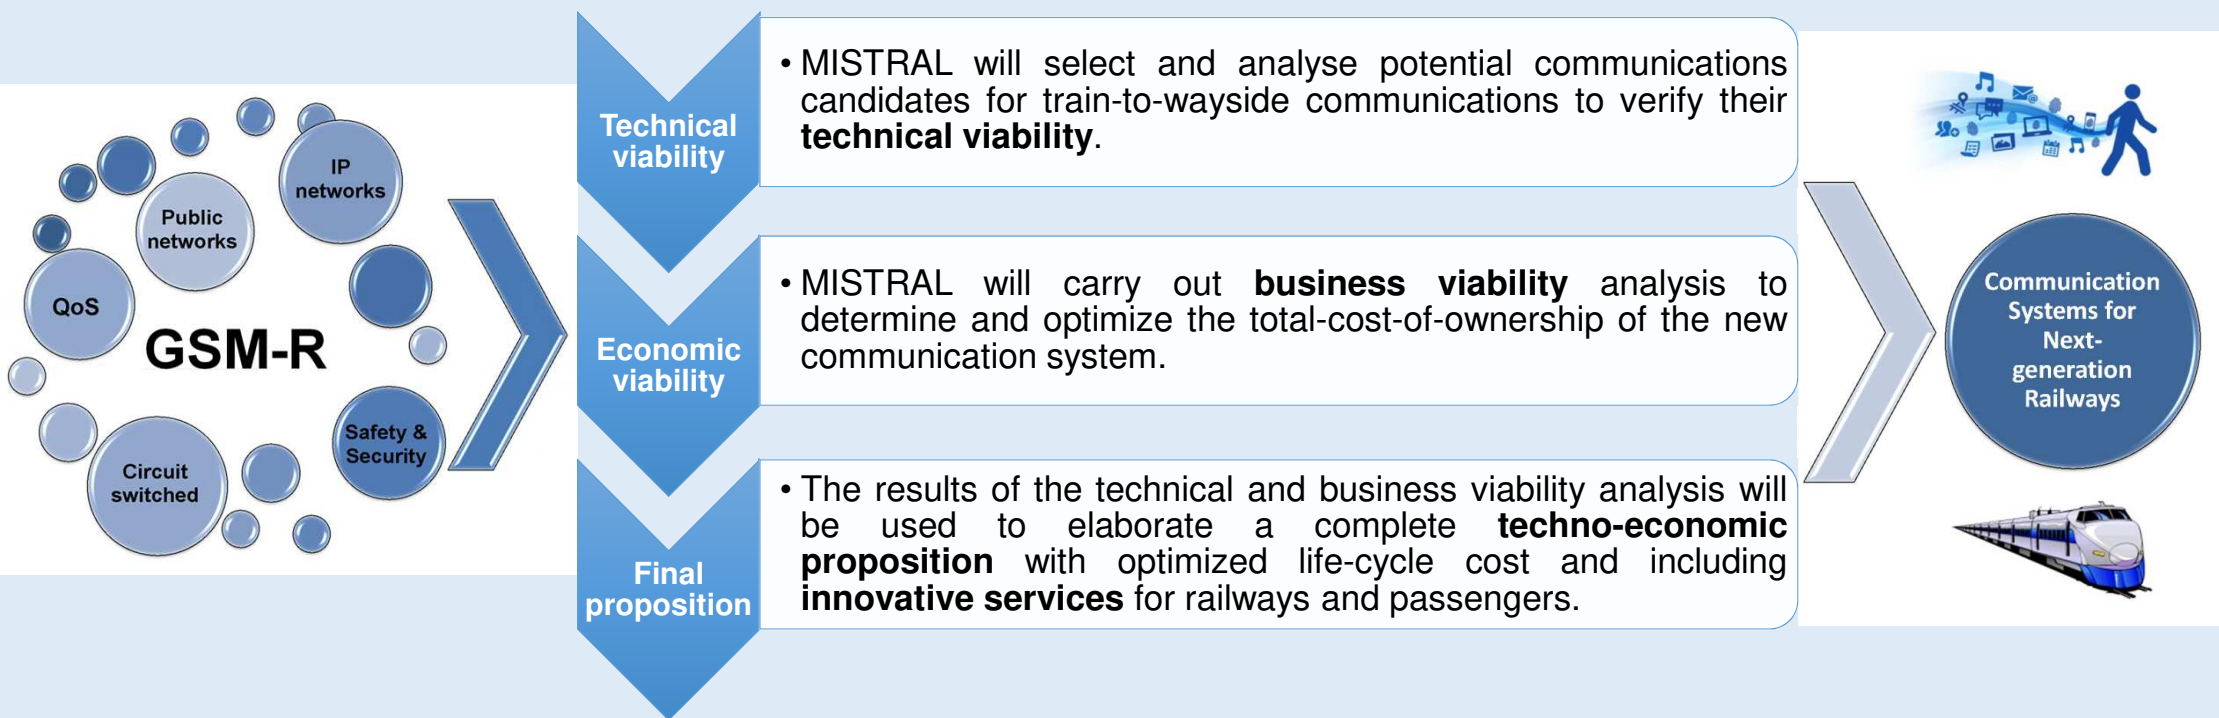 IP
networks
Public
networks
QoS
GSM-R
Safety &
Security
Circuit
switched
Technical
viability
• MISTRAL will select and analyse potential communications
candidates for train-to-wayside communications to verify their
technical viability.
Economic
viability
• MISTRAL will carry out business viability analysis to
determine and optimize the total-cost-of-ownership of the new
communication system.
Final
proposition
• The results of the technical and business viability analysis will
be used to elaborate a complete techno-economic
proposition with optimized life-cycle cost and including
innovative services for railways and passengers.
Communication
Systems for
Next-
generation
Railways